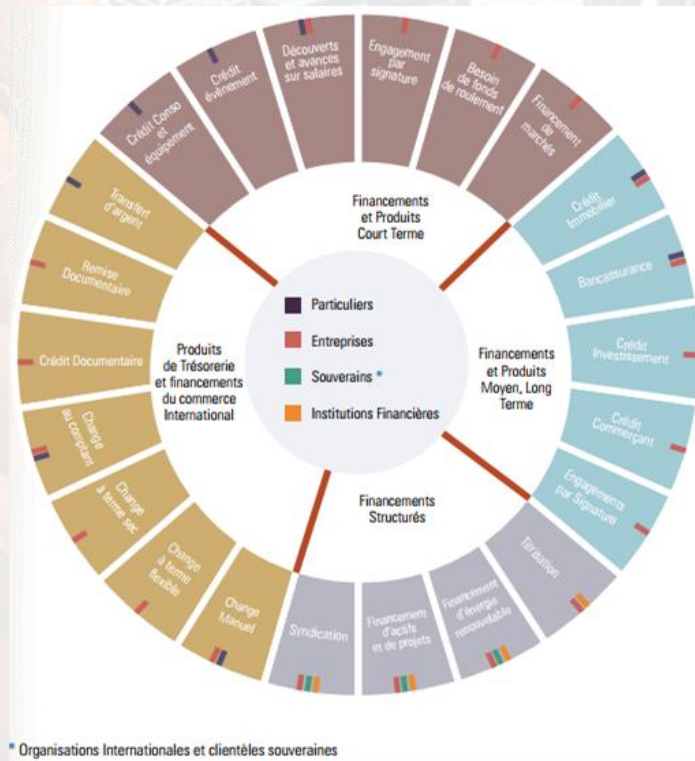 Crédit Conso
et
équipement
Crédit
évènement
Découverts
et avances
sur salaires
Engagement
par
signature
Besoin
de fonds
de roulement
Financement
de
marchés
Crédit
Immobilier
Bancassurance
Crédit
Investissement
Crédit
Commerçant
Engagements
par Signature
Titrisation
Financement
d'énergie
renouvelable
Financement
d'actifs
et de projets
Syndication
Change
Manuel
Change
à terme
flexible
Change
à terme sec
Change
au comptant
Crédit Documentaire
Remise
Documentaire
Transfert
d'argent
Financements
et Produits
Court Terme
Financements
et Produits
Moyen, Long
Terme
Financements
Structurés
Produits
de Trésorerie
et financements
du commerce
International
Particuliers
Entreprises
Souverains *
Institutions Financières
* Organisations Internationales et clientèles souveraines